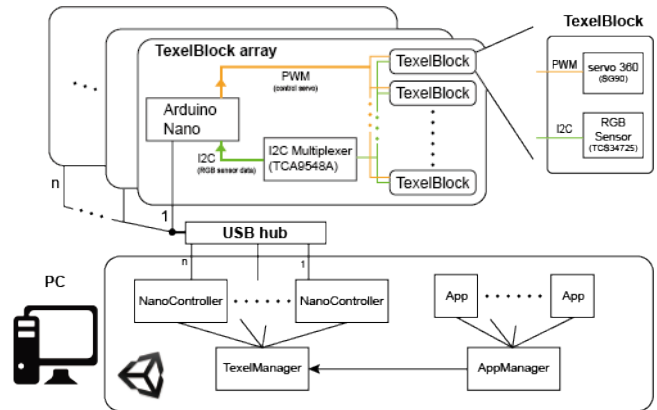 TexelBlock array
TexelBlock
TexelBlock
TexelBlock
PWM
(control servo)
Arduino
Nano
I2C
(RGB sensor data)
I2C Multiplexer
(TCA9548A)
TexelBlock
PWM
servo 360
(SG90)
I2C
RGB
Sensor
(TCS34725)
n
1
USB hub
n
1
PC
NanoController
NanoController
App
App
TexelManager
AppManager